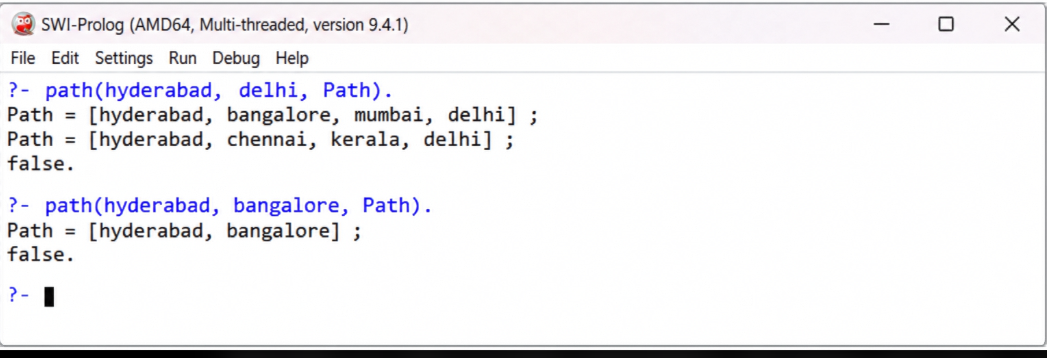 SWI-Prolog (AMD64, Multi-threaded, version 9.4.1)
File Edit Settings Run Debug Help
?- path(hyderabad, delhi, Path).
Path = [hyderabad, bangalore, mumbai, delhi] ;
Path = [hyderabad, chennai, kerala, delhi] ;
false.
?- path(hyderabad, bangalore, Path).
Path = [hyderabad, bangalore] ;
false.
?-